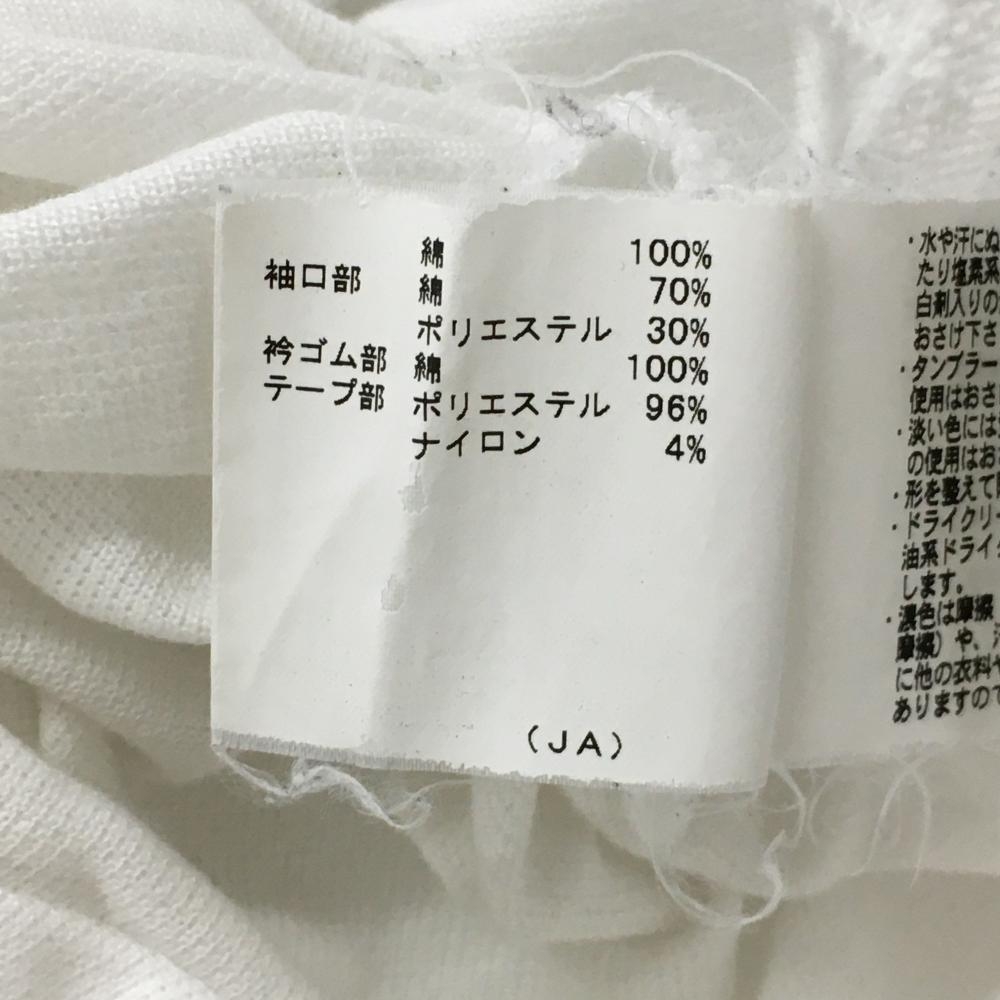 綿 100%
袖口部 綿 70%
ポリエステル 30%
衿ゴム部 綿 100%
テープ部 ポリエステル 96%
ナイロン 4%
(JA)
・水や汗にぬ
たり塩素系
白剤入りの
おさけ下さ
・タンブラー
使用はおさ
・淡い色には
の使用はお
・形を整えて
・ドライクリー
油系ドライ
します。
・濃色は摩擦
摩擦)や、
に他の衣料や
ありますので